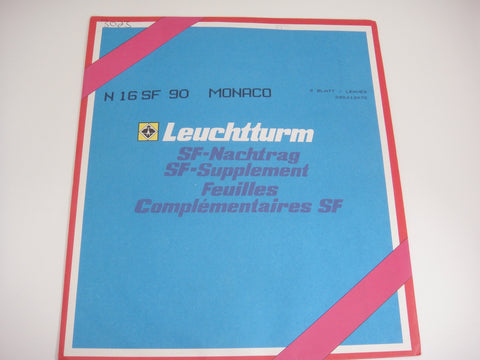 N 16 SF 90 MONACO
Leuchtturm
SF-Nachtrag
SF-Supplement
Feuilles
Complémentaires SF